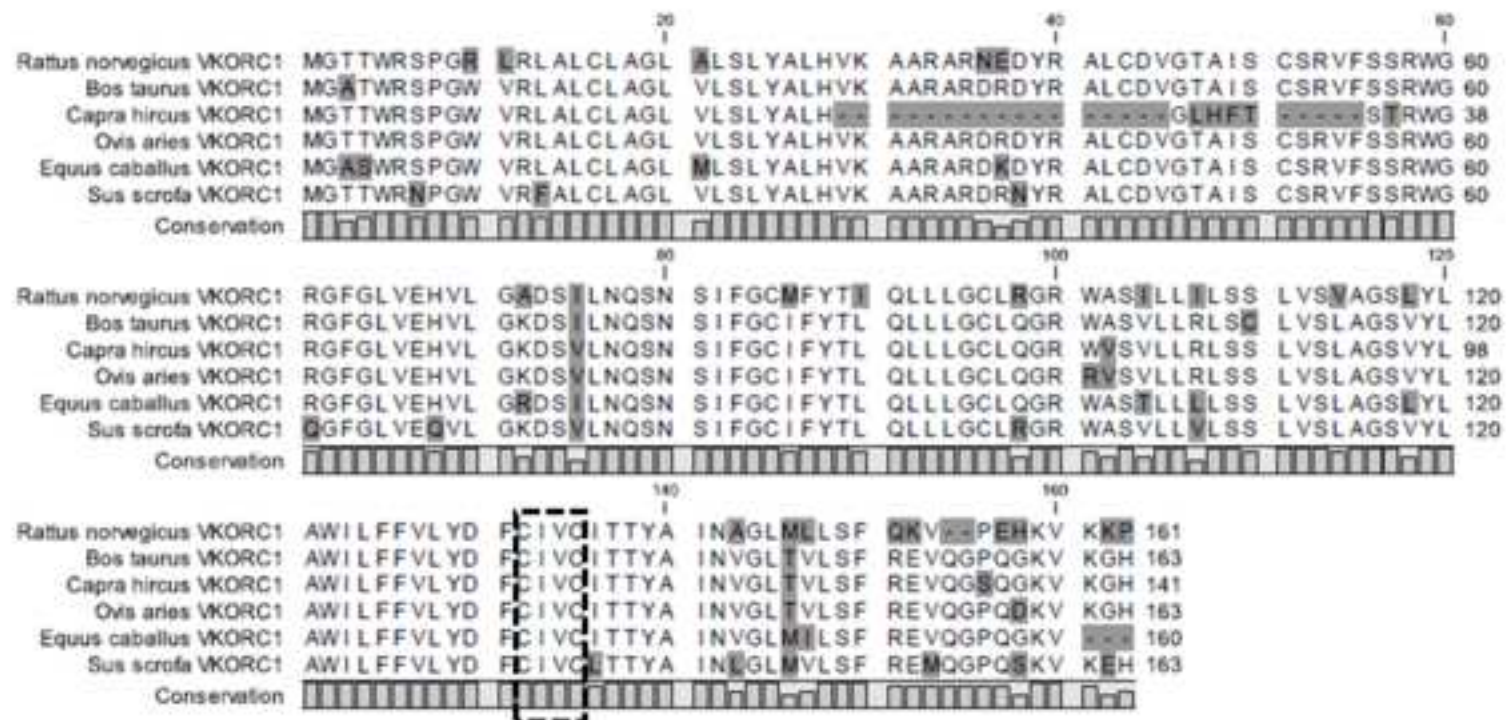 20 40 60
Rattus norvegicus VKORC1 MGTTWRSPGR LRLALCLAGL ALSLYALHVK AARARNEDYR ALCDVGTAIS CSRVFSSRWG 60
Bos taurus VKORC1 MGATWRSPGW VRLALCLAGL VLSLYALHVK AARARDRDYR ALCDVGTAIS CSRVFSSRWG 60
Capra hircus VKORC1 MGTTWRSPGW VRLALCLAGL VLSLYALH-- ---------- -----GLHFT -----STRWG 38
Ovis aries VKORC1 MGTTWRSPGW VRLALCLAGL VLSLYALHVK AARARDRDYR ALCDVGTAIS CSRVFSSRWG 60
Equus caballus VKORC1 MGASWRSPGW VRLALCLAGL MLSLYALHVK AARARDKDYR ALCDVGTAIS CSRVFSSRWG 60
Sus scrofa VKORC1 MGTTWRNPGW VRFALCLAGL VLSLYALHVK AARARDRNYR ALCDVGTAIS CSRVFSSRWG 60
Conservation
80 100 120
Rattus norvegicus VKORC1 RGFGLVEHVL GADSILNQSN SIFGCMFYTI QLLLGCLRGR WASILLILSS LVSVAGSLYL 120
Bos taurus VKORC1 RGFGLVEHVL GKDSILNQSN SIFGCIFYTL QLLLGCLQGR WASVLLRLSC LVSLAGSVYL 120
Capra hircus VKORC1 RGFGLVEHVL GKDSVLNQSN SIFGCIFYTL QLLLGCLQGR WVSVLLRLSS LVSLAGSVYL 98
Ovis aries VKORC1 RGFGLVEHVL GKDSVLNQSN SIFGCIFYTL QLLLGCLQGR RVSVLLRLSS LVSLAGSVYL 120
Equus caballus VKORC1 RGFGLVEHVL GRDSILNQSN SIFGCIFYTL QLLLGCLQGR WASTLLLLSS LVSLAGSLYL 120
Sus scrofa VKORC1 QGFGLVEQVL GKDSVLNQSN SIFGCIFYTL QLLLGCLRGR WASVLLVLSS LVSLAGSVYL 120
Conservation
140 160
Rattus norvegicus VKORC1 AWILFFVLYD FCIVCITTYA INAGLMLLSF QKV--PEHKV KKP 161
Bos taurus VKORC1 AWILFFVLYD FCIVCITTYA INVGLTVLSF REVQGPQGKV KGH 163
Capra hircus VKORC1 AWILFFVLYD FCIVCITTYA INVGLTVLSF REVQGSQGKV KGH 141
Ovis aries VKORC1 AWILFFVLYD FCIVCITTYA INVGLTVLSF REVQGPQDKV KGH 163
Equus caballus VKORC1 AWILFFVLYD FCIVCITTYA INVGLMILSF REVQGPQGKV --- 160
Sus scrofa VKORC1 AWILFFVLYD FCIVCLTTYA INLGLMVLSF REMQGPQSKV KEH 163
Conservation